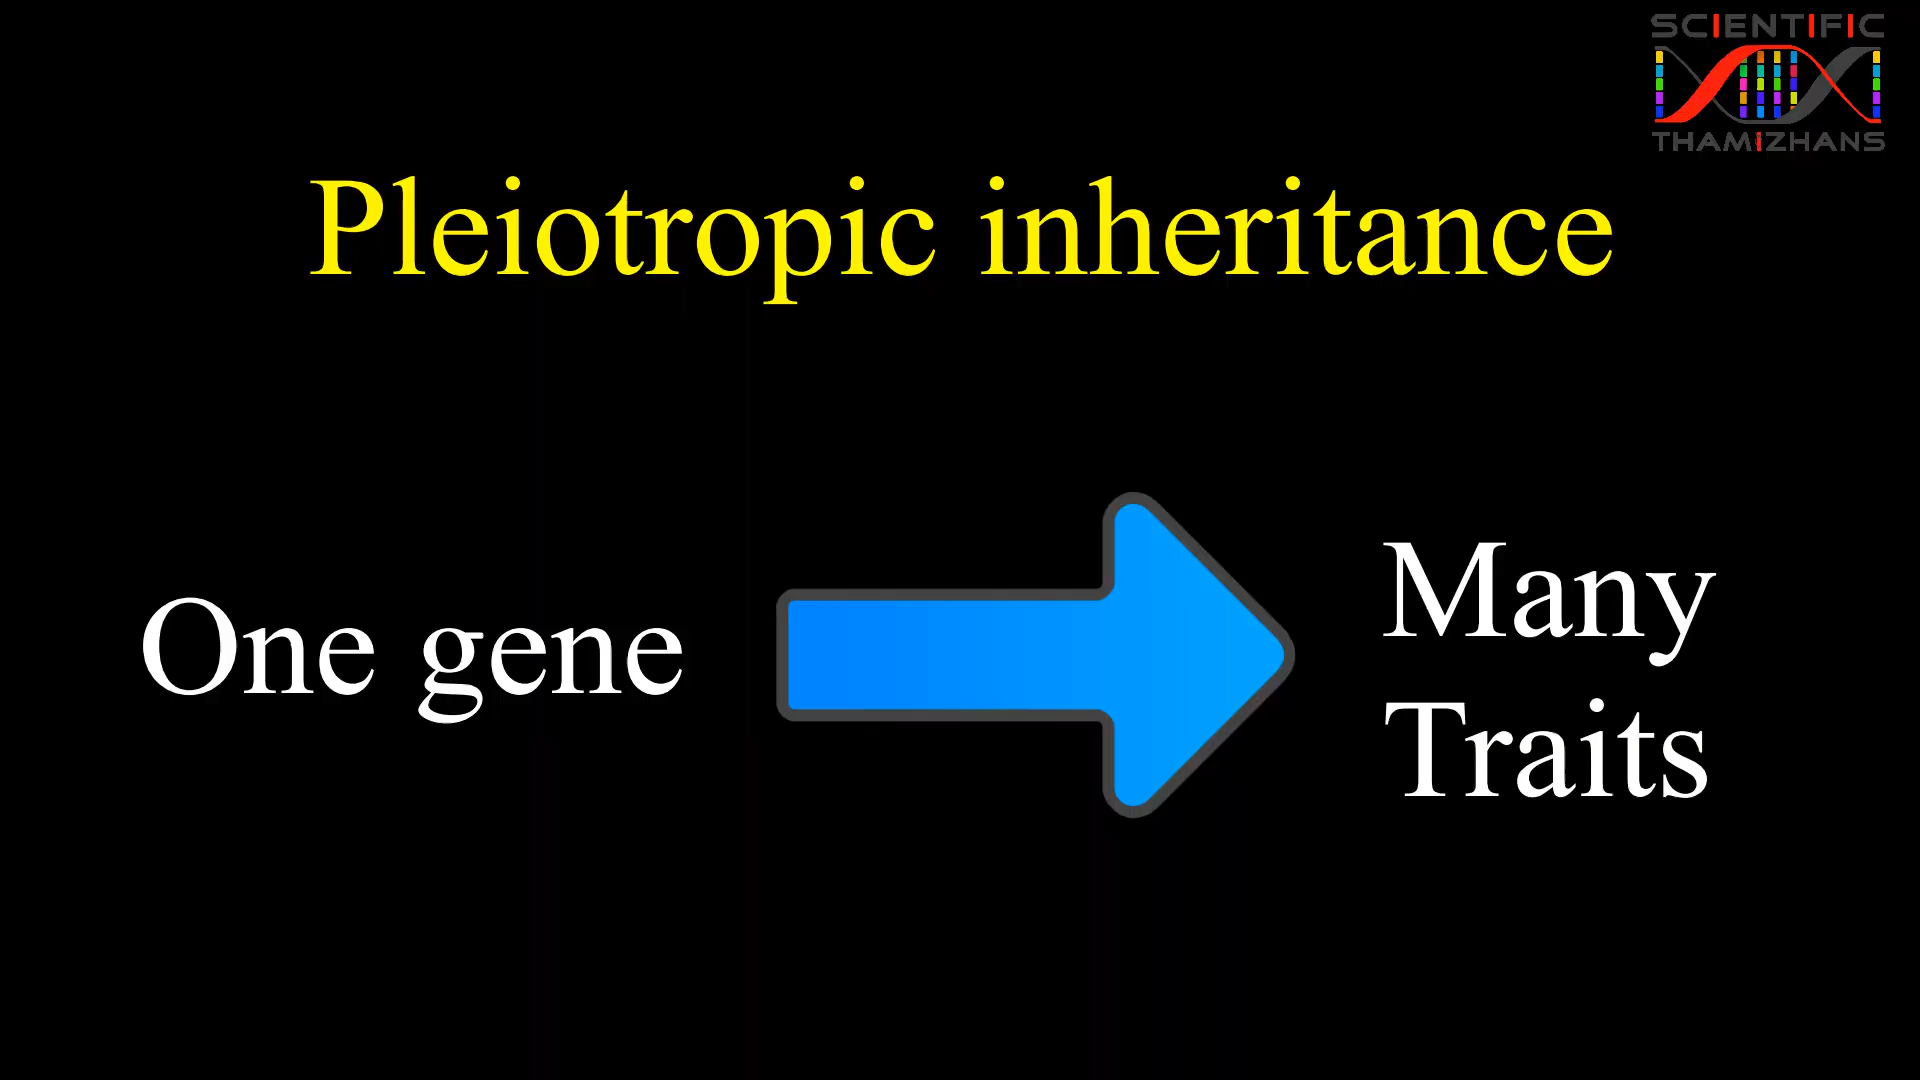 SCIENTIFIC
THAMiZHANS
Pleiotropic inheritance
One gene
Many
Traits